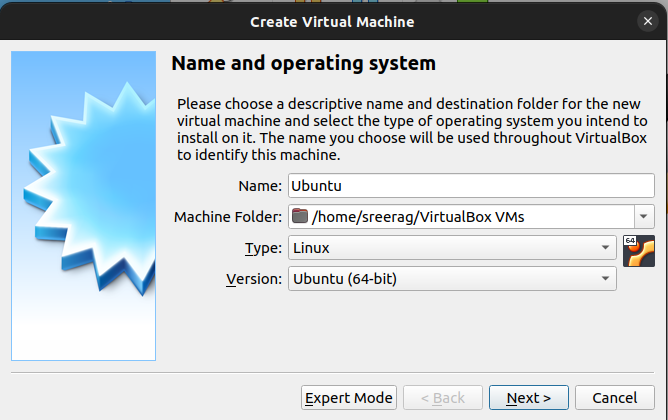 Create Virtual Machine
Name and operating system
Please choose a descriptive name and destination folder for the new
virtual machine and select the type of operating system you intend to
install on it. The name you choose will be used throughout VirtualBox
to identify this machine.
Name: Ubuntu
Machine Folder: /home/sreerag/VirtualBox VMs
Type: Linux
64
Version: Ubuntu (64-bit)
Expert Mode < Back Next > Cancel